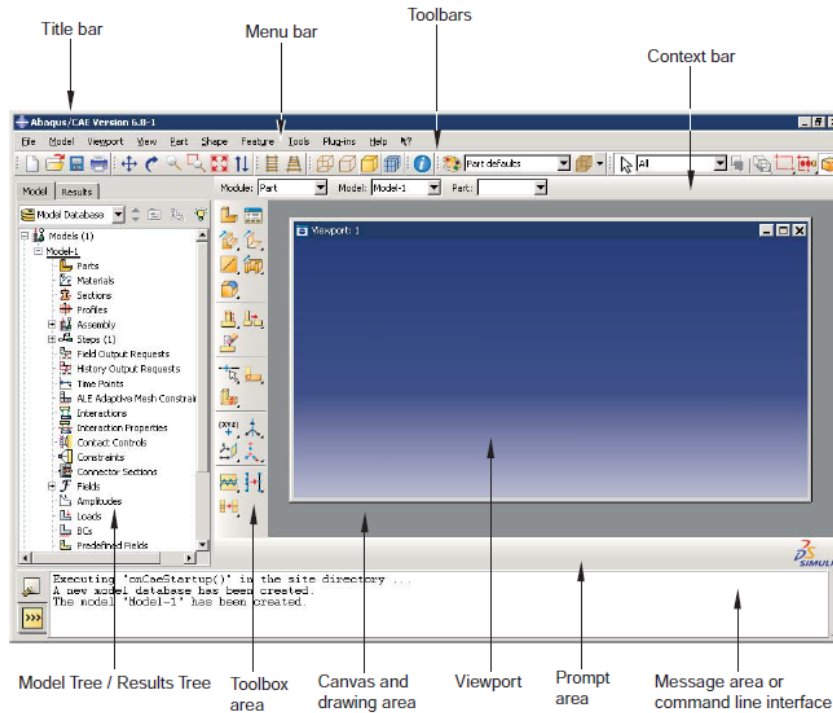 Title bar
Menu bar
Toolbars
Context bar
Abaqus/CAE Version 6.8-1
File Model Viewport View Part Shape Feature Tools Plug-ins Help
Part defaults
All
Model Results
Module: Part Model: Model-1 Part:
Model Database
Models (1)
Model-1
Parts
Materials
Sections
Profiles
Assembly
Steps (1)
Field Output Requests
History Output Requests
Time Points
ALE Adaptive Mesh Constrair
Interactions
Interaction Properties
Contact Controls
Constraints
Connector Sections
Fields
Amplitudes
Loads
BCs
Predefined Fields
(XYZ)
Viewport: 1
SIMULI
Executing "onCaeStartup()" in the site directory ...
A new model database has been created.
The model "Model-1" has been created.
>>>
Model Tree / Results Tree
Toolbox
area
Canvas and
drawing area
Viewport
Prompt
area
Message area or
command line interface